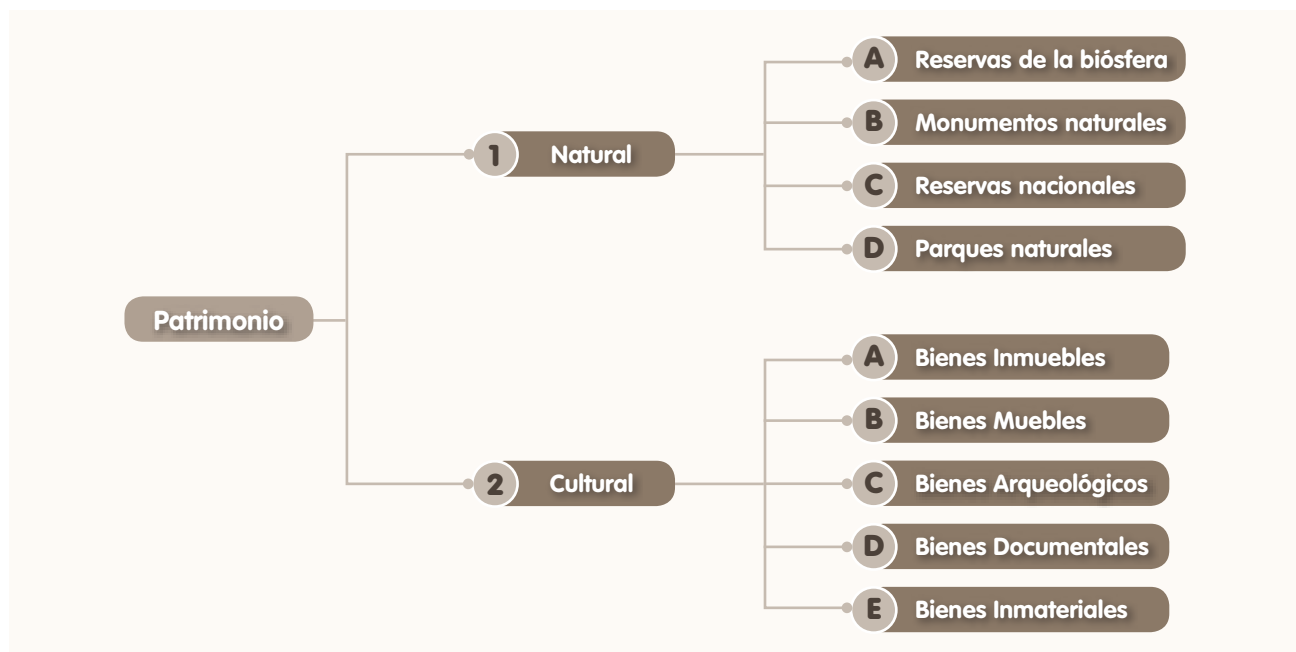 Patrimonio
1 Natural
A Reservas de la biósfera
B Monumentos naturales
C Reservas nacionales
D Parques naturales
2 Cultural
A Bienes Inmuebles
B Bienes Muebles
C Bienes Arqueológicos
D Bienes Documentales
E Bienes Inmateriales